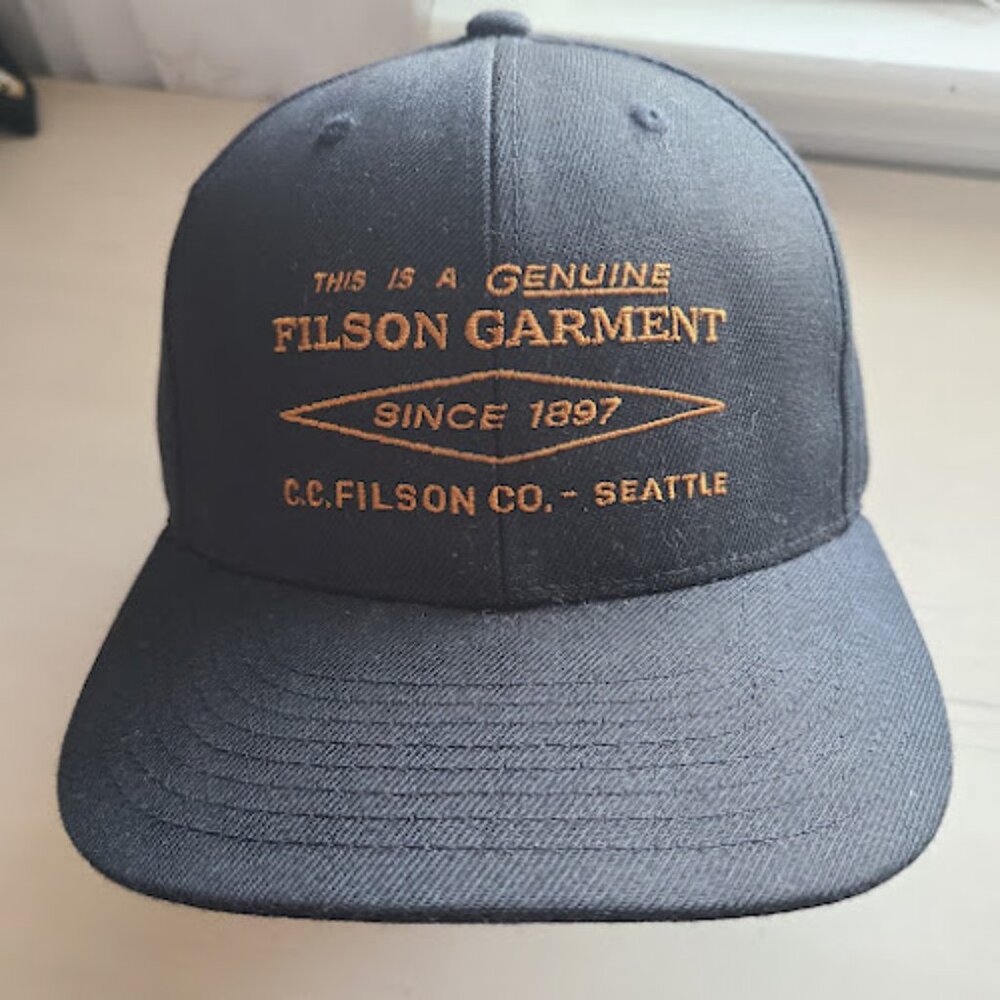 THIS IS A GENUINE
FILSON GARMENT
SINCE 1897
C.C. FILSON CO. - SEATTLE